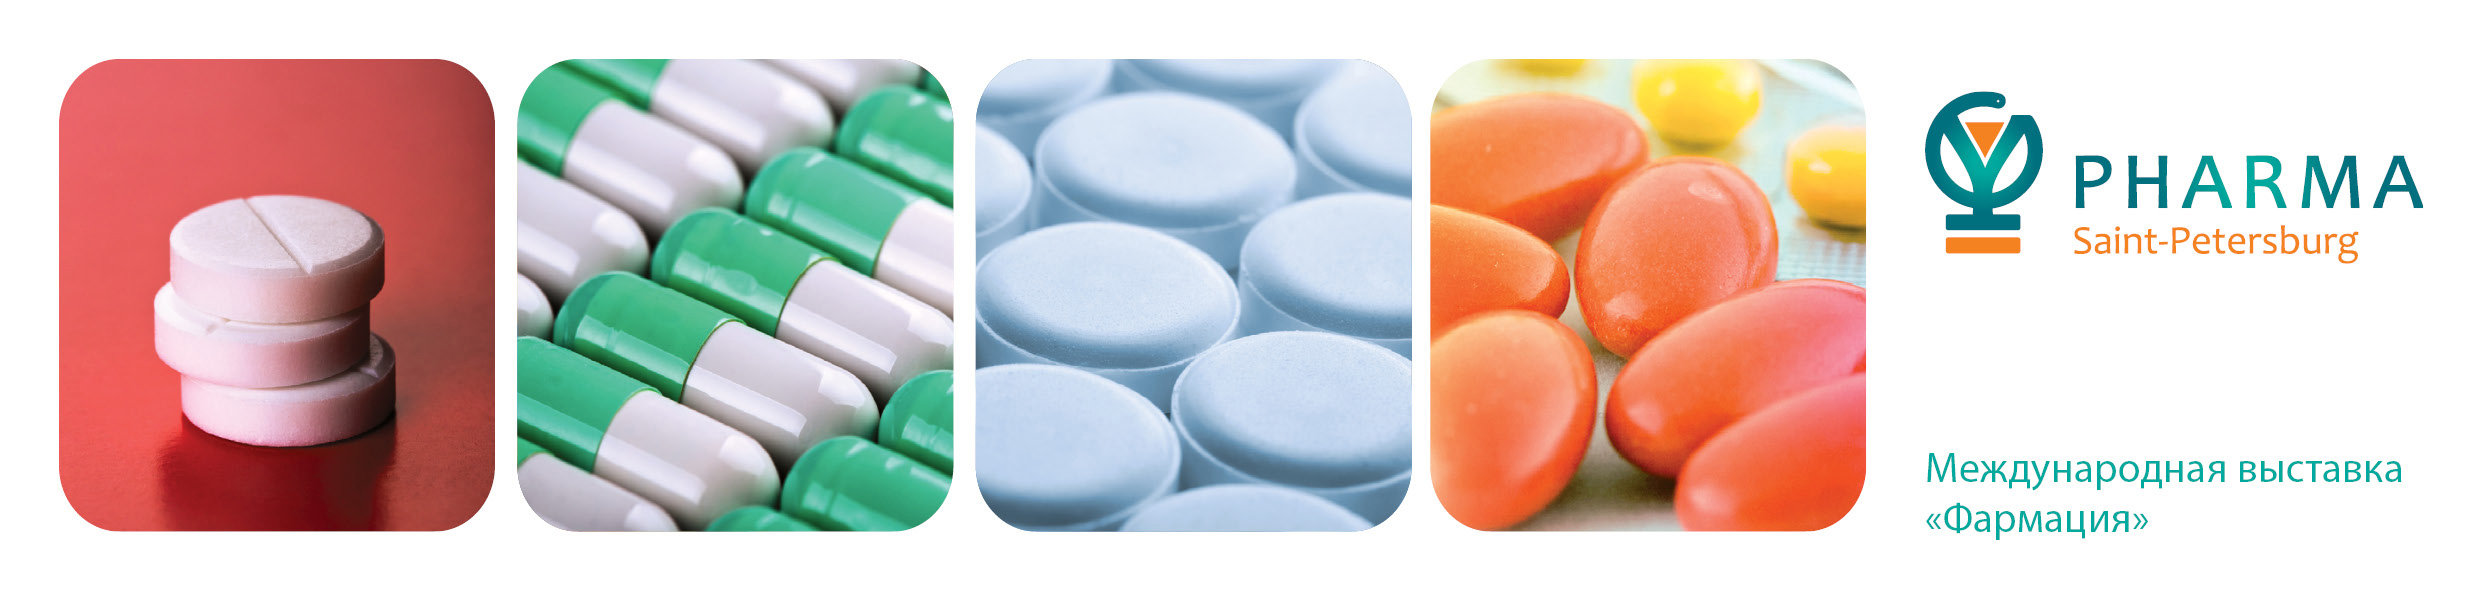 PHARMA
Saint-Petersburg
Международная выставка
«Фармация»